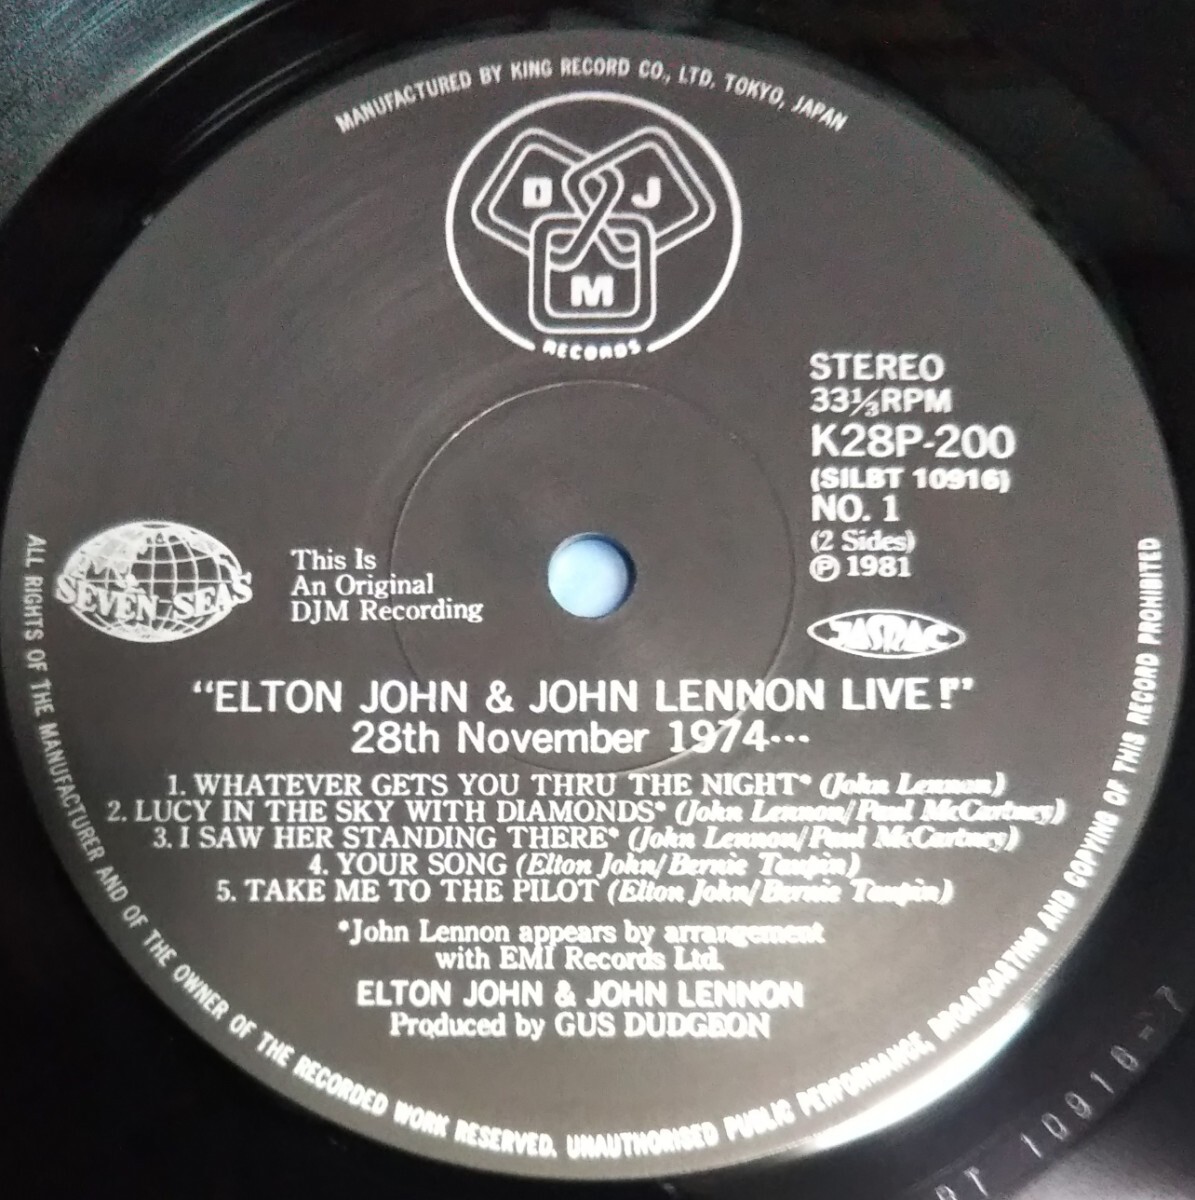 MANUFACTURED BY KING RECORD CO., LTD. TOKYO, JAPAN
D J
M
RECORDS
STEREO
33⅓RPM
K28P-200
(SILBT 10916)
NO. 1
(2 Sides)
Ⓟ 1981
JASRAC
SEVEN SEAS
This Is
An Original
DJM Recording
"ELTON JOHN & JOHN LENNON LIVE!"
28th November 1974···
1. WHATEVER GETS YOU THRU THE NIGHT* (John Lennon)
2. LUCY IN THE SKY WITH DIAMONDS* (John Lennon/Paul McCartney)
3. I SAW HER STANDING THERE* (John Lennon/Paul McCartney)
4. YOUR SONG (Elton John/Bernie Taupin)
5. TAKE ME TO THE PILOT (Elton John/Bernie Taupin)
*John Lennon appears by arrangement
with EMI Records Ltd.
ELTON JOHN & JOHN LENNON
Produced by GUS DUDGEON
ALL RIGHTS OF THE MANUFACTURER AND OF THE OWNER OF THE RECORDED WORK RESERVED. UNAUTHORISED PUBLIC PERFORMANCE, BROADCASTING AND COPYING OF THIS RECORD PROHIBITED